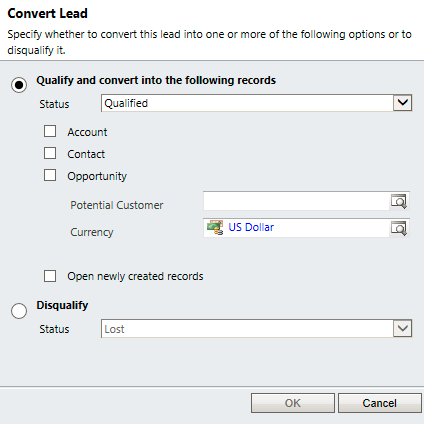 Convert Lead
Specify whether to convert this lead into one or more of the following options or to
disqualify it.
Qualify and convert into the following records
Status Qualified
Account
Contact
Opportunity
Potential Customer
Currency US Dollar
Open newly created records
Disqualify
Status Lost
OK Cancel